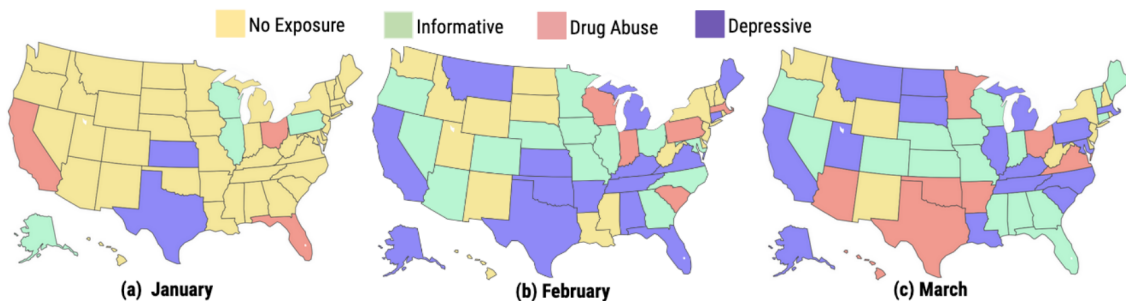 No Exposure
Informative
Drug Abuse
Depressive
(a) January
(b) February
(c) March